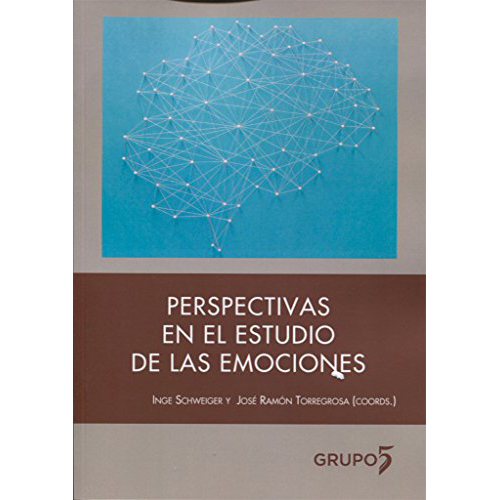 PERSPECTIVAS
EN EL ESTUDIO
DE LAS EMOCIONES
INGE SCHWEIGER Y JOSÉ RAMÓN TORREGROSA (COORDS.)
GRUPO5